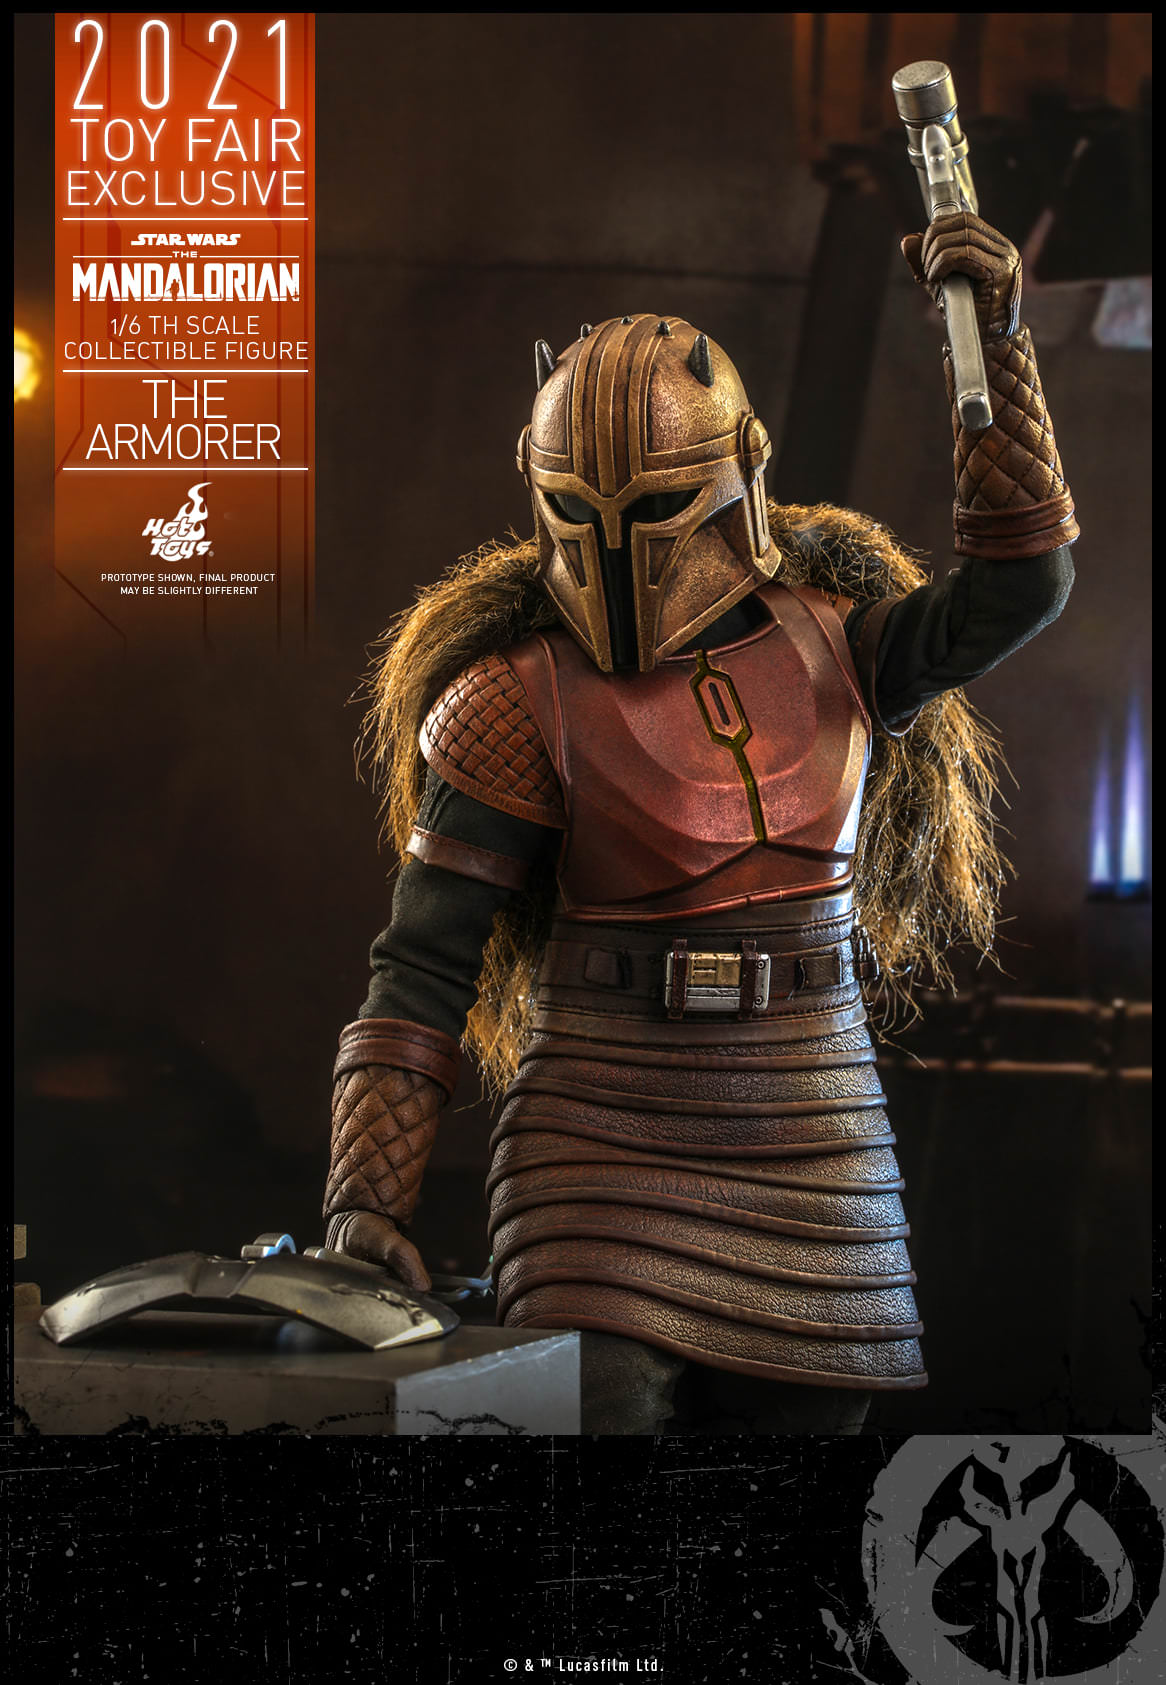 2021
TOY FAIR
EXCLUSIVE
STAR WARS
THE
MANDALORIAN
1/6 TH SCALE
COLLECTIBLE FIGURE
THE
ARMORER
Hot
Toys
PROTOTYPE SHOWN, FINAL PRODUCT
MAY BE SLIGHTLY DIFFERENT
© & ™ Lucasfilm Ltd.